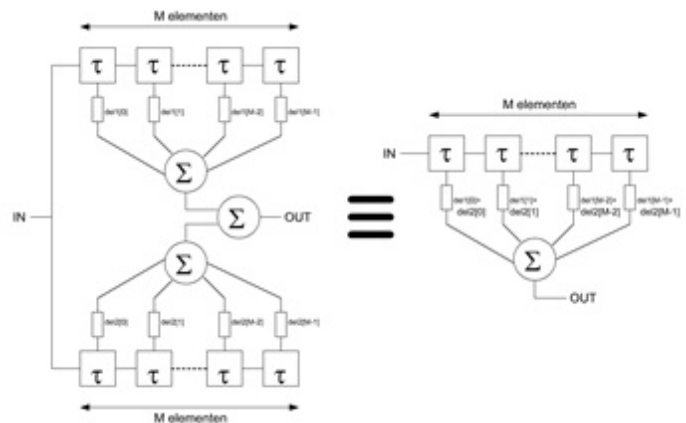 M elementen
τ τ τ τ
del1[0] del1[1] del1[M-2] del1[M-1]
Σ
IN
Σ
OUT
Σ
del2[0] del2[1] del2[M-2] del2[M-1]
τ τ τ τ
M elementen
M elementen
IN
τ τ τ τ
del1[0]+ del1[1]+ del1[M-2]+ del1[M-1]+
del2[0] del2[1] del2[M-2] del2[M-1]
Σ
OUT